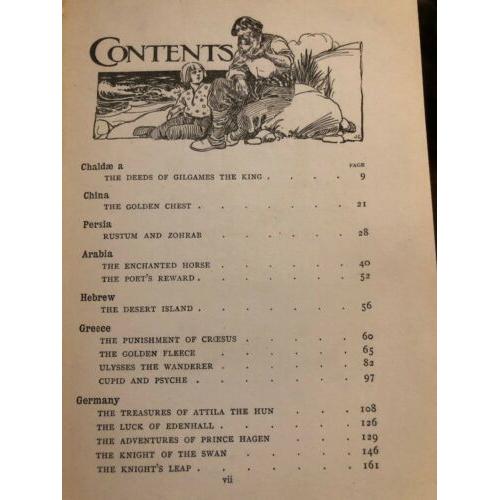 CONTENTS
Chaldæ a PAGE
THE DEEDS OF GILGAMES THE KING . . . . 9
China
THE GOLDEN CHEST . . . . . . . 21
Persia
RUSTUM AND ZOHRAB . . . . . . 28
Arabia
THE ENCHANTED HORSE . . . . . . 40
THE POET'S REWARD . . . . . . . 52
Hebrew
THE DESERT ISLAND . . . . . . . 56
Greece
THE PUNISHMENT OF CRŒSUS . . . . . 60
THE GOLDEN FLEECE . . . . . . 65
ULYSSES THE WANDERER . . . . . . 82
CUPID AND PSYCHE . . . . . . . 97
Germany
THE TREASURES OF ATTILA THE HUN . . . 108
THE LUCK OF EDENHALL . . . . . . 126
THE ADVENTURES OF PRINCE HAGEN . . . 129
THE KNIGHT OF THE SWAN . . . . . 146
THE KNIGHT'S LEAP . . . . . . . 161
vii